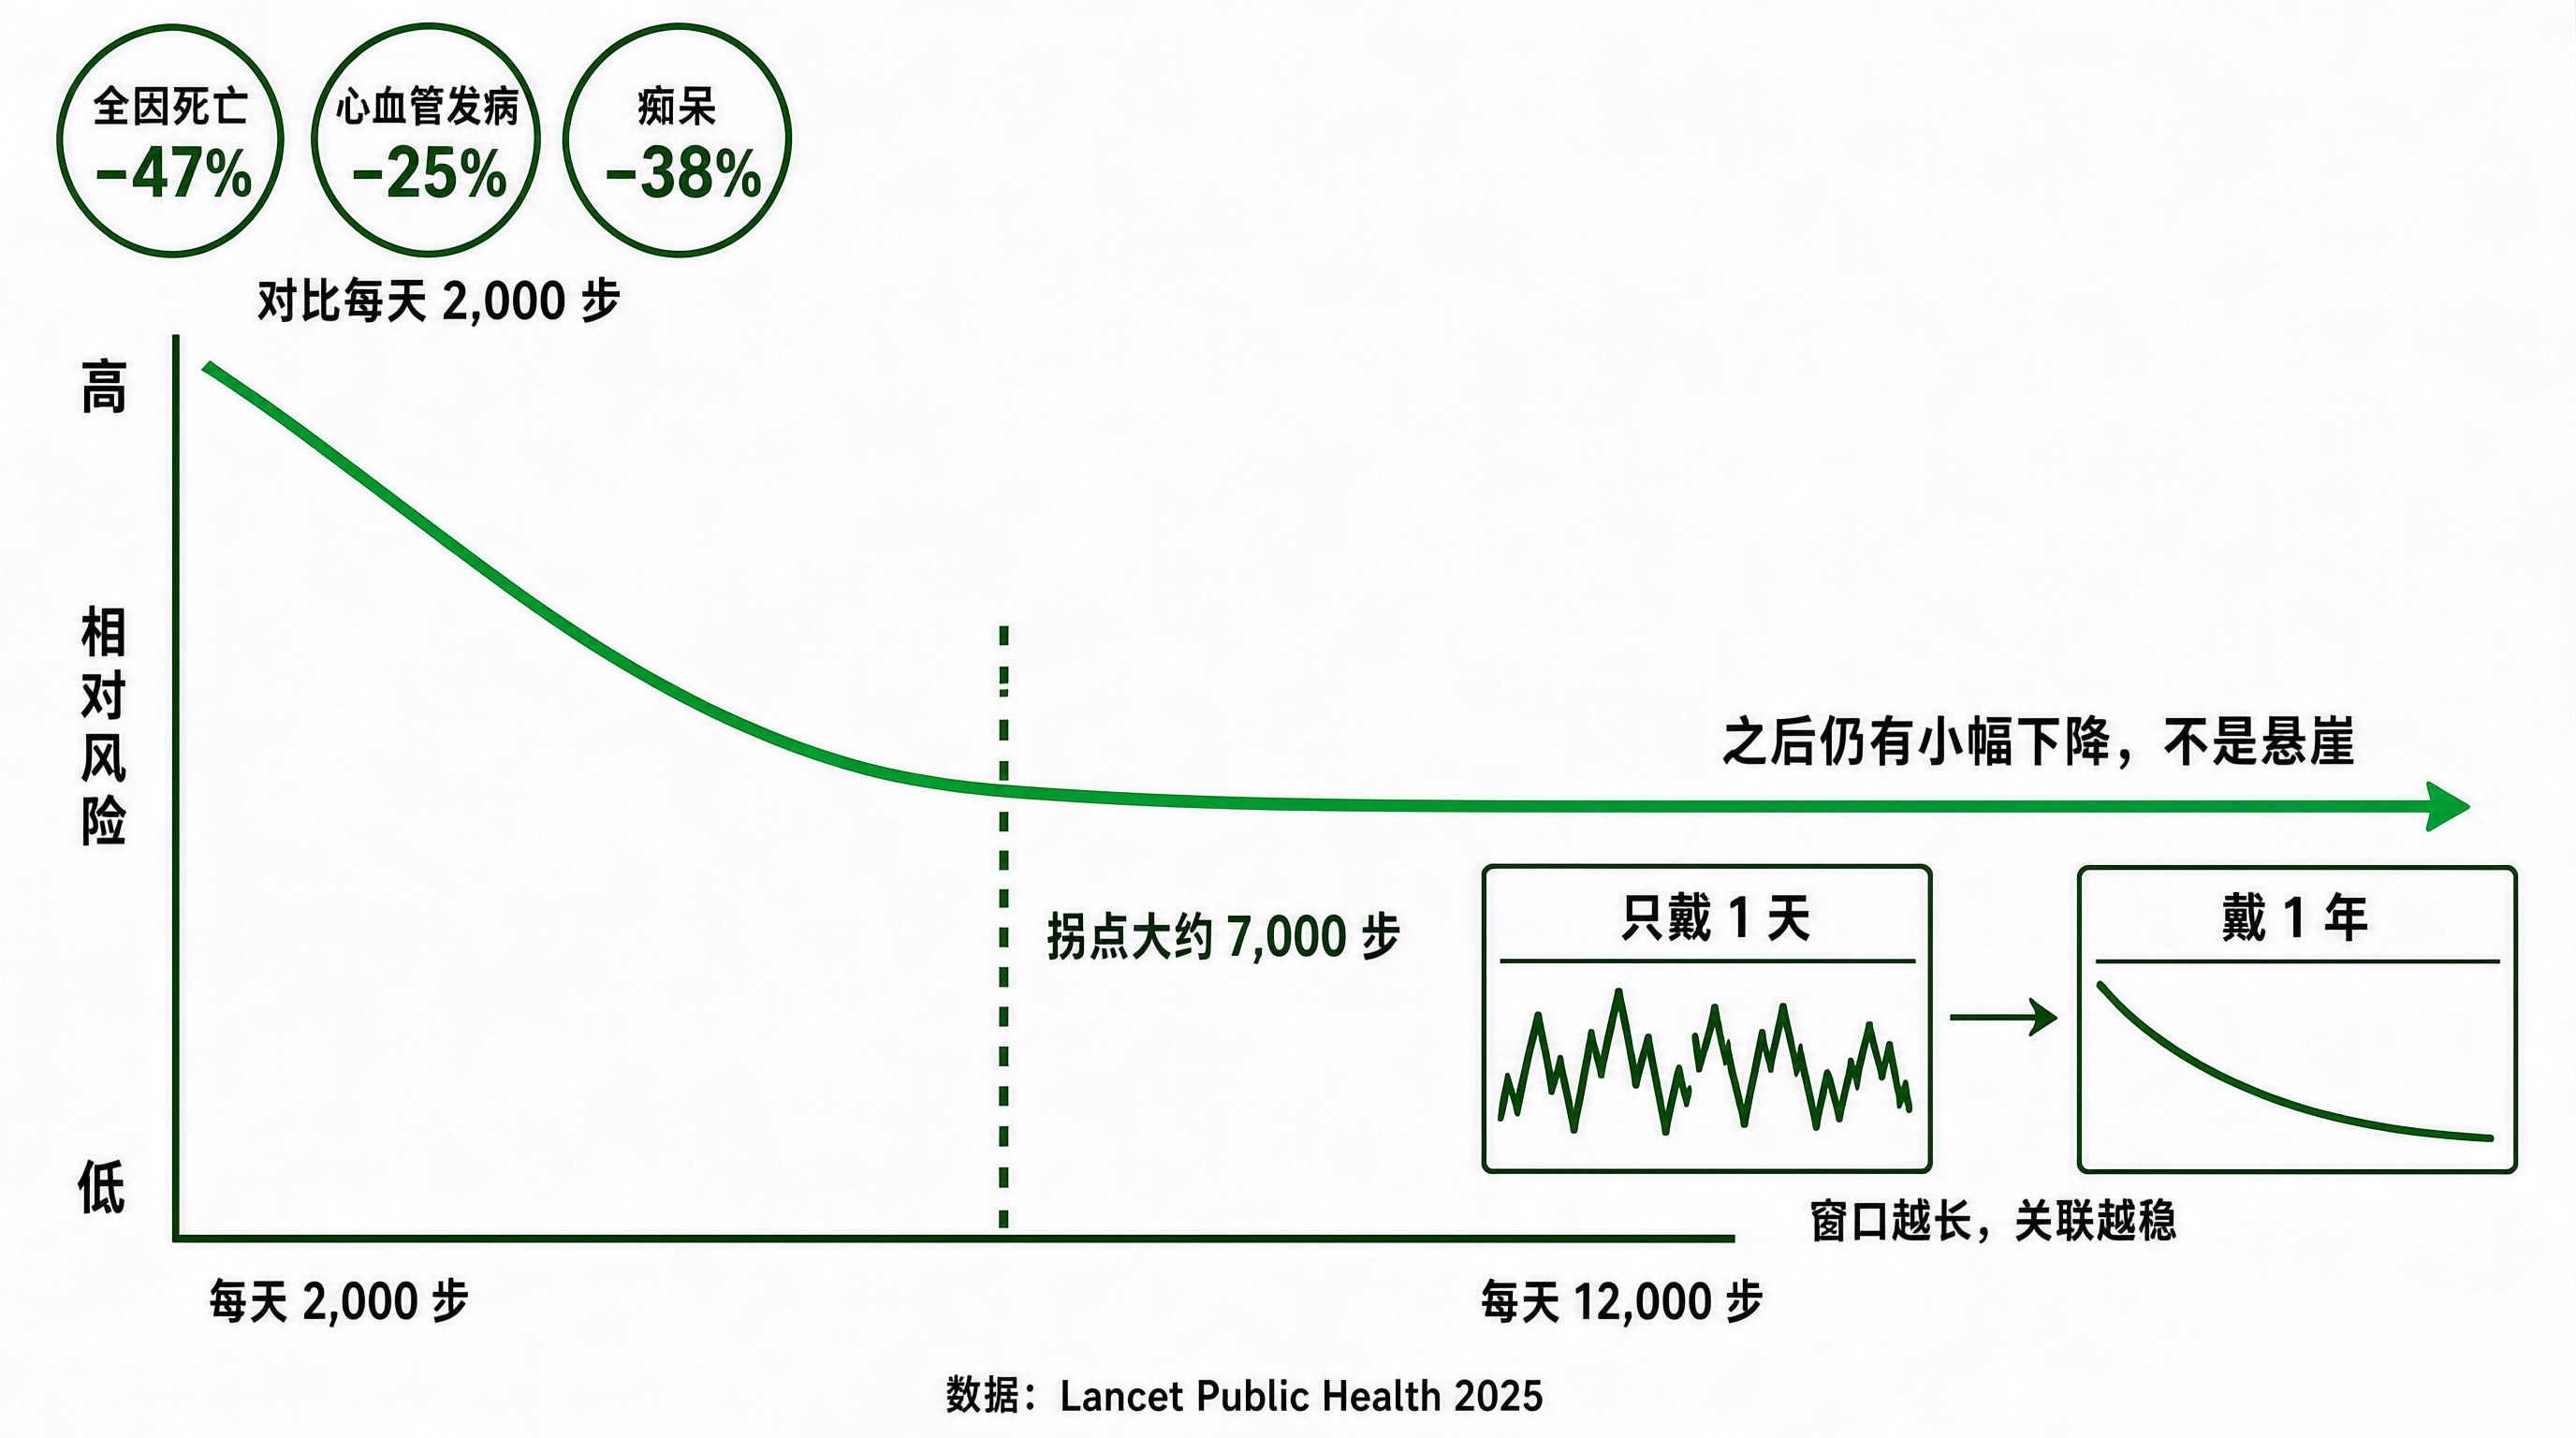 全因死亡
-47%
心血管发病
-25%
痴呆
-38%
对比每天 2,000 步
高
相对风险
低
之后仍有小幅下降，不是悬崖
拐点大约 7,000 步
只戴 1 天
戴 1 年
窗口越长，关联越稳
每天 2,000 步
每天 12,000 步
数据：Lancet Public Health 2025